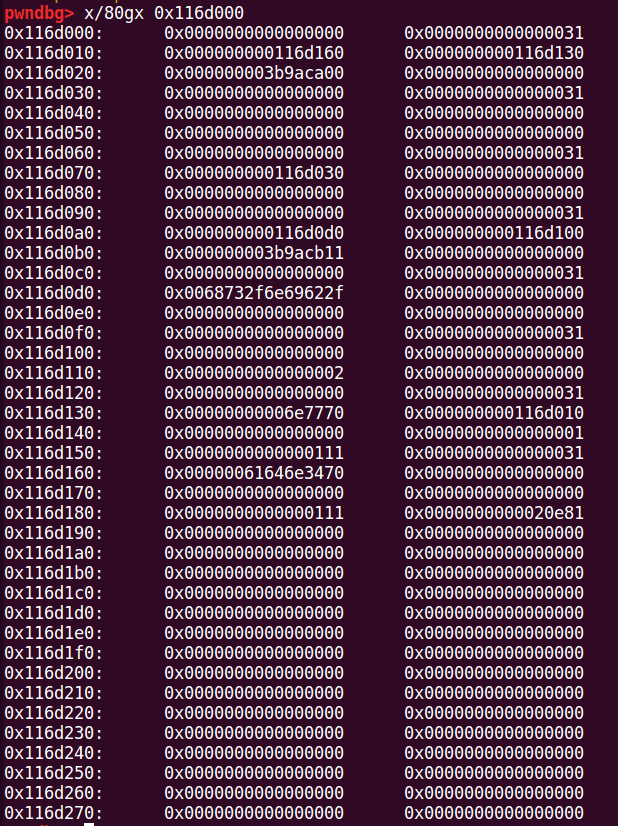 pwndbg> x/80gx 0x116d000
0x116d000: 0x0000000000000000 0x0000000000000031
0x116d010: 0x000000000116d160 0x000000000116d130
0x116d020: 0x000000003b9aca00 0x0000000000000000
0x116d030: 0x0000000000000000 0x0000000000000031
0x116d040: 0x0000000000000000 0x0000000000000000
0x116d050: 0x0000000000000000 0x0000000000000000
0x116d060: 0x0000000000000000 0x0000000000000031
0x116d070: 0x000000000116d030 0x0000000000000000
0x116d080: 0x0000000000000000 0x0000000000000000
0x116d090: 0x0000000000000000 0x0000000000000031
0x116d0a0: 0x000000000116d0d0 0x000000000116d100
0x116d0b0: 0x000000003b9acb11 0x0000000000000000
0x116d0c0: 0x0000000000000000 0x0000000000000031
0x116d0d0: 0x0068732f6e69622f 0x0000000000000000
0x116d0e0: 0x0000000000000000 0x0000000000000000
0x116d0f0: 0x0000000000000000 0x0000000000000031
0x116d100: 0x0000000000000000 0x0000000000000000
0x116d110: 0x0000000000000002 0x0000000000000000
0x116d120: 0x0000000000000000 0x0000000000000031
0x116d130: 0x00000000006e7770 0x000000000116d010
0x116d140: 0x0000000000000000 0x0000000000000001
0x116d150: 0x0000000000000111 0x0000000000000031
0x116d160: 0x00000061646e3470 0x0000000000000000
0x116d170: 0x0000000000000000 0x0000000000000000
0x116d180: 0x0000000000000111 0x0000000000020e81
0x116d190: 0x0000000000000000 0x0000000000000000
0x116d1a0: 0x0000000000000000 0x0000000000000000
0x116d1b0: 0x0000000000000000 0x0000000000000000
0x116d1c0: 0x0000000000000000 0x0000000000000000
0x116d1d0: 0x0000000000000000 0x0000000000000000
0x116d1e0: 0x0000000000000000 0x0000000000000000
0x116d1f0: 0x0000000000000000 0x0000000000000000
0x116d200: 0x0000000000000000 0x0000000000000000
0x116d210: 0x0000000000000000 0x0000000000000000
0x116d220: 0x0000000000000000 0x0000000000000000
0x116d230: 0x0000000000000000 0x0000000000000000
0x116d240: 0x0000000000000000 0x0000000000000000
0x116d250: 0x0000000000000000 0x0000000000000000
0x116d260: 0x0000000000000000 0x0000000000000000
0x116d270: 0x0000000000000000 0x0000000000000000